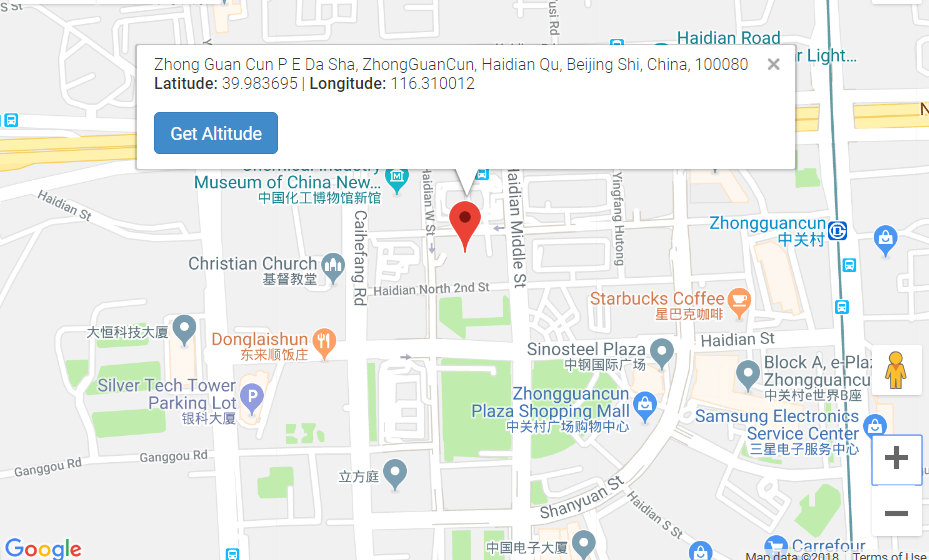 Haidian Road
Light…
Zhong Guan Cun P E Da Sha, ZhongGuanCun, Haidian Qu, Beijing Shi, China, 100080 ×
Latitude: 39.983695 | Longitude: 116.310012
Get Altitude
Museum of China New...
中国化工博物馆新馆
Haidian St
Haidian W St
Haidian Middle St
Yingfang Hutong
Caihefang Rd
Zhongguancun
中关村
Christian Church
基督教堂
Haidian North 2nd St
Starbucks Coffee
星巴克咖啡
大恒科技大厦
Donglaishun
东来顺饭庄
Sinosteel Plaza
中钢国际广场
Haidian St
Block A, e-Plaz
Zhongguancu
中关村e世界B座
Silver Tech Tower
Parking Lot
银科大厦
Zhongguancun
Plaza Shopping Mall
中关村广场购物中心
Samsung Electronics
Service Center
三星电子服务中心
Ganggou Rd
Ganggou Rd
立方庭
Shanyuan St
Haidian S St
中国电子大厦
Carrefour
Google
Map data ©2018
Terms of Use